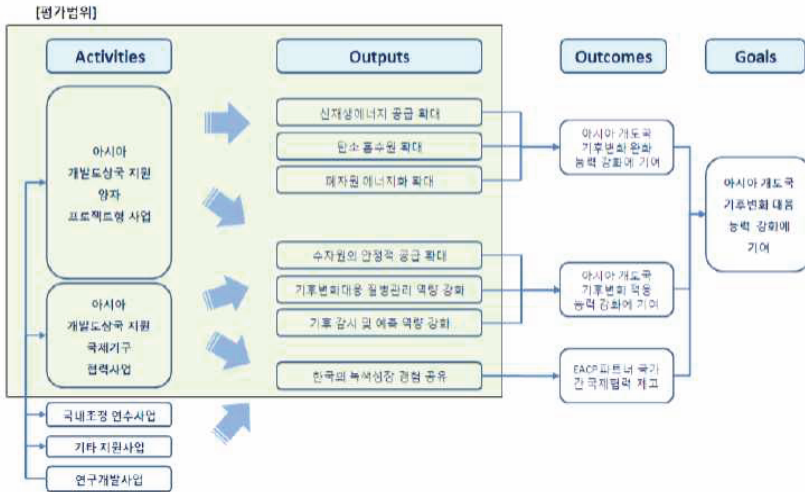 [평가범위]
Activities
Outputs
Outcomes
Goals
아시아
개발도상국 지원
양자
프로젝트형 사업
아시아
개발도상국 지원
국제기구
협력사업
국내초청 연수사업
기타 지원사업
연구개발사업
신재생에너지 공급 확대
탄소 흡수원 확대
폐자원 에너지화 확대
수자원의 안정적 공급 확대
기후변화대응 질병관리 역량 강화
기후 감시 및 예측 역량 강화
한국의 녹색성장 경험 공유
아시아 개도국
기후변화 완화
능력 강화에 기여
아시아 개도국
기후변화 적응
능력 강화에 기여
EACP파트너 국가
간 국제협력 제고
아시아 개도국
기후변화 대응
능력 강화에
기여